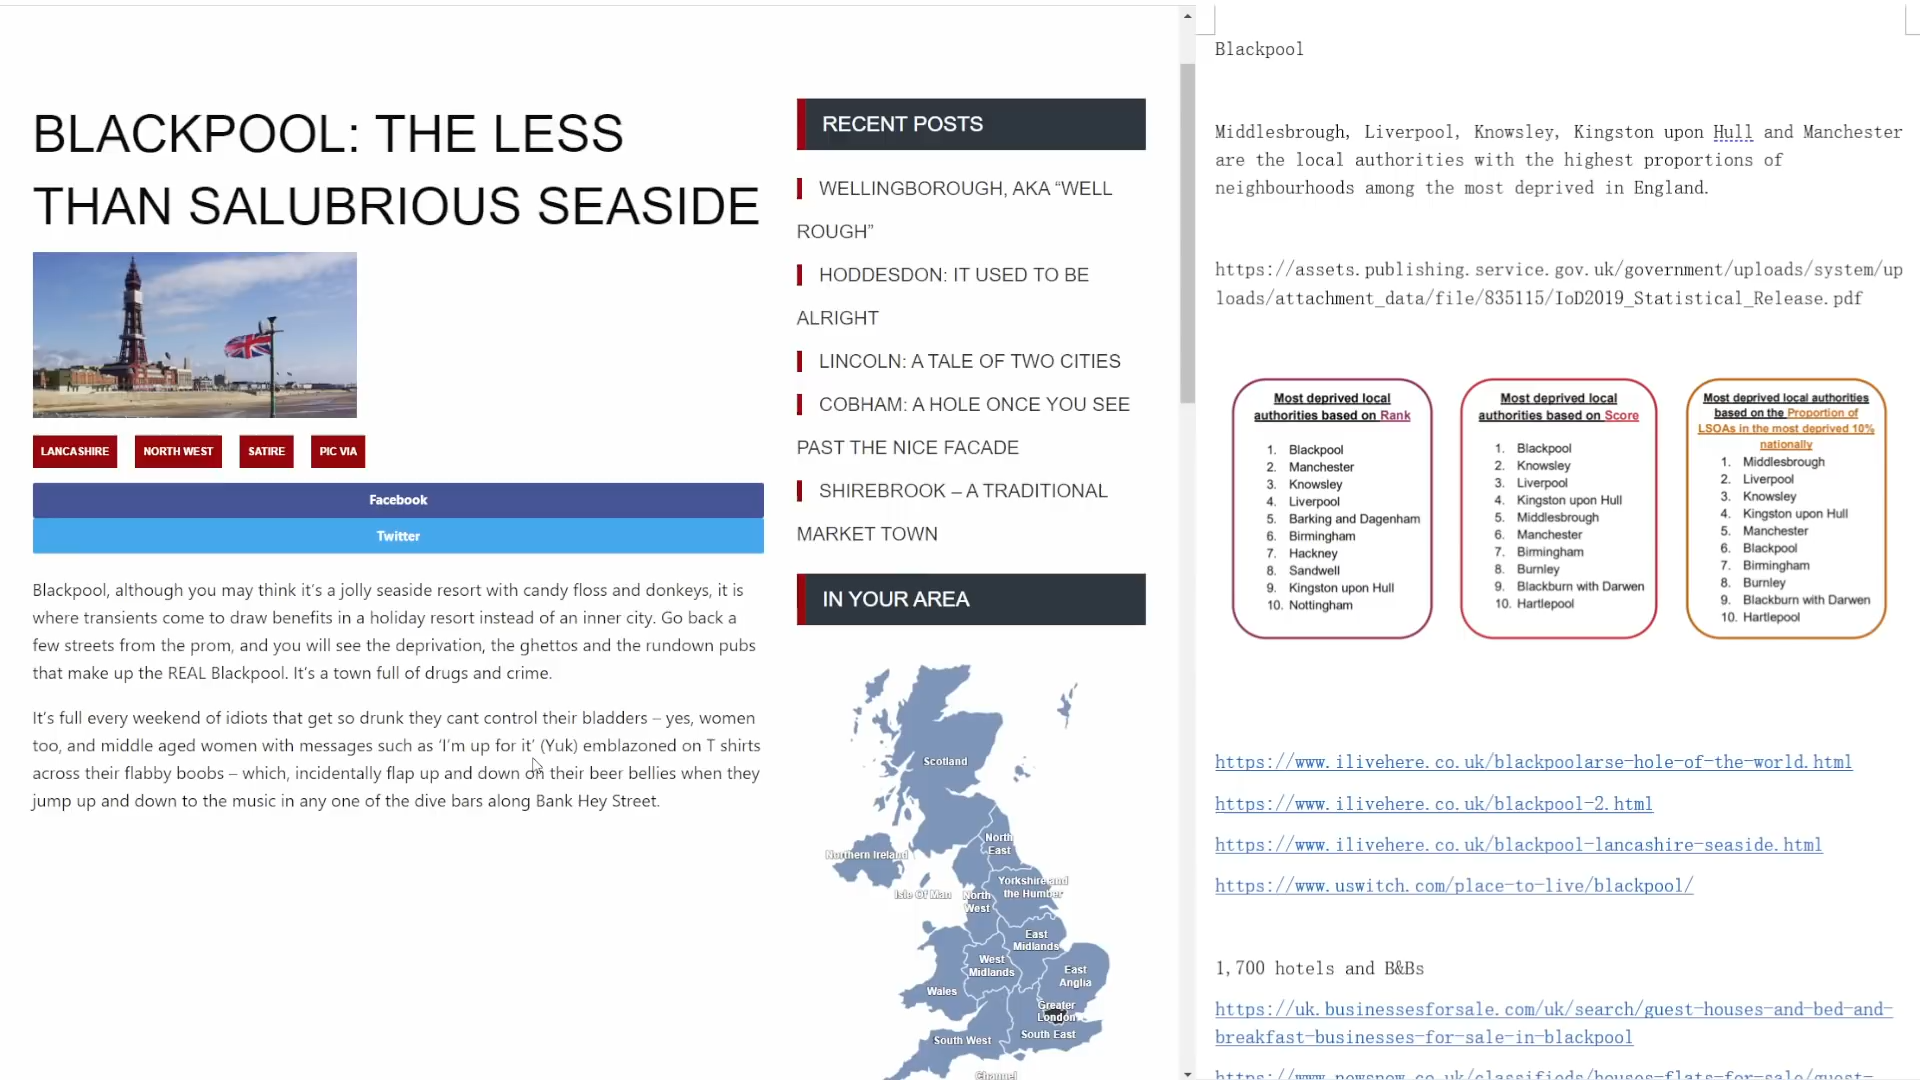 BLACKPOOL: THE LESS
THAN SALUBRIOUS SEASIDE
LANCASHIRE
NORTH WEST
SATIRE
PIC VIA
Facebook
Twitter
Blackpool, although you may think it’s a jolly seaside resort with candy floss and donkeys, it is
where transients come to draw benefits in a holiday resort instead of an inner city. Go back a
few streets from the prom, and you will see the deprivation, the ghettos and the rundown pubs
that make up the REAL Blackpool. It’s a town full of drugs and crime.
It’s full every weekend of idiots that get so drunk they cant control their bladders – yes, women
too, and middle aged women with messages such as ‘I’m up for it’ (Yuk) emblazoned on T shirts
across their flabby boobs – which, incidentally flap up and down on their beer bellies when they
jump up and down to the music in any one of the dive bars along Bank Hey Street.
RECENT POSTS
WELLINGBOROUGH, AKA “WELL
ROUGH”
HODDESDON: IT USED TO BE
ALRIGHT
LINCOLN: A TALE OF TWO CITIES
COBHAM: A HOLE ONCE YOU SEE
PAST THE NICE FACADE
SHIREBROOK – A TRADITIONAL
MARKET TOWN
IN YOUR AREA
Scotland
North
East
Northern Ireland
Isle Of Man
North
West
Yorkshire and
the Humber
East
Midlands
West
Midlands
East
Anglia
Wales
Greater
London
South East
South West
Channel
Blackpool
Middlesbrough, Liverpool, Knowsley, Kingston upon Hull and Manchester
are the local authorities with the highest proportions of
neighbourhoods among the most deprived in England.
https://assets.publishing.service.gov.uk/government/uploads/system/up
loads/attachment_data/file/835115/IoD2019_Statistical_Release.pdf
Most deprived local
authorities based on Rank
1. Blackpool
2. Manchester
3. Knowsley
4. Liverpool
5. Barking and Dagenham
6. Birmingham
7. Hackney
8. Sandwell
9. Kingston upon Hull
10. Nottingham
Most deprived local
authorities based on Score
1. Blackpool
2. Knowsley
3. Liverpool
4. Kingston upon Hull
5. Middlesbrough
6. Manchester
7. Birmingham
8. Burnley
9. Blackburn with Darwen
10. Hartlepool
Most deprived local authorities
based on the Proportion of
LSOAs in the most deprived 10%
nationally
1. Middlesbrough
2. Liverpool
3. Knowsley
4. Kingston upon Hull
5. Manchester
6. Blackpool
7. Birmingham
8. Burnley
9. Blackburn with Darwen
10. Hartlepool
https://www.ilivehere.co.uk/blackpoolarse-hole-of-the-world.html
https://www.ilivehere.co.uk/blackpool-2.html
https://www.ilivehere.co.uk/blackpool-lancashire-seaside.html
https://www.uswitch.com/place-to-live/blackpool/
1,700 hotels and B&Bs
https://uk.businessesforsale.com/uk/search/guest-houses-and-bed-and-
breakfast-businesses-for-sale-in-blackpool
https://www.newsnow.co.uk/classifieds/houses-flats-for-sale/guest-